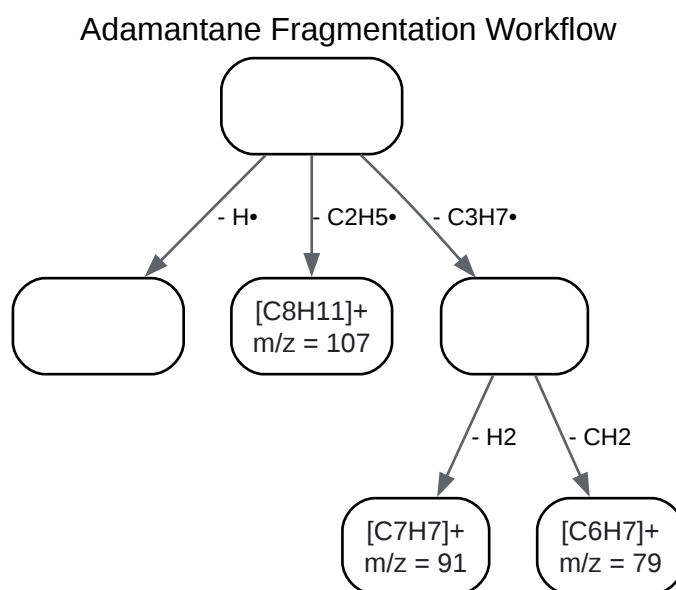 Adamantane Fragmentation Workflow
- H•
- C2H5•
- C3H7•
[C8H11]+
m/z = 107
- H2
- CH2
[C7H7]+
m/z = 91
[C6H7]+
m/z = 79